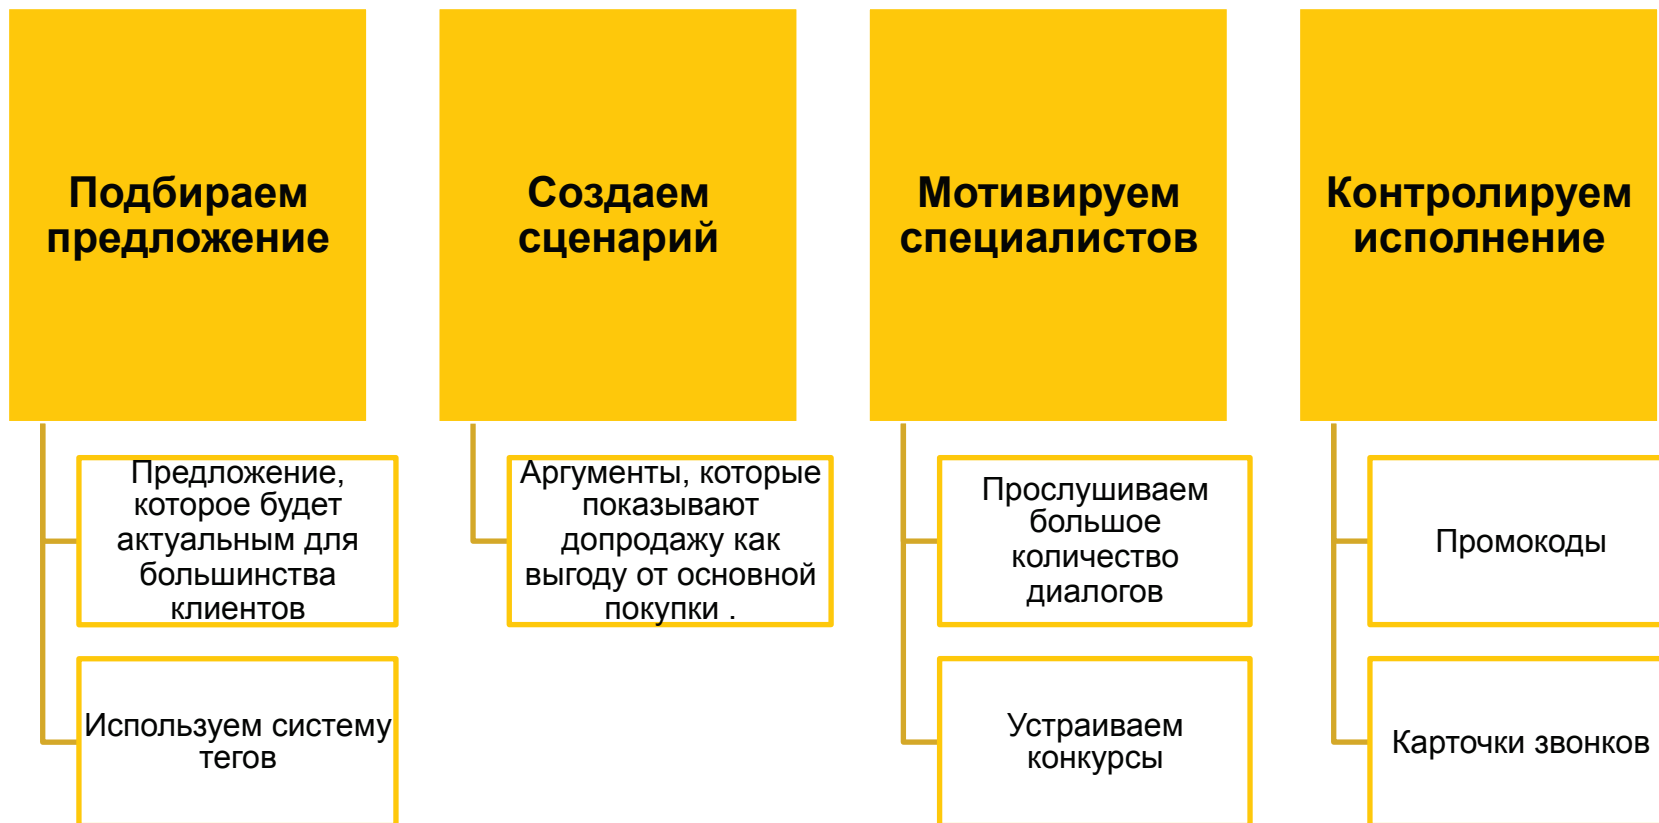 Подбираем
предложение
Предложение,
которое будет
актуальным для
большинства
клиентов
Используем систему
тегов
Создаем
сценарий
Аргументы, которые
показывают
допродажу как
выгоду от основной
покупки .
Мотивируем
специалистов
Прослушиваем
большое
количество
диалогов
Устраиваем
конкурсы
Контролируем
исполнение
Промокоды
Карточки звонков